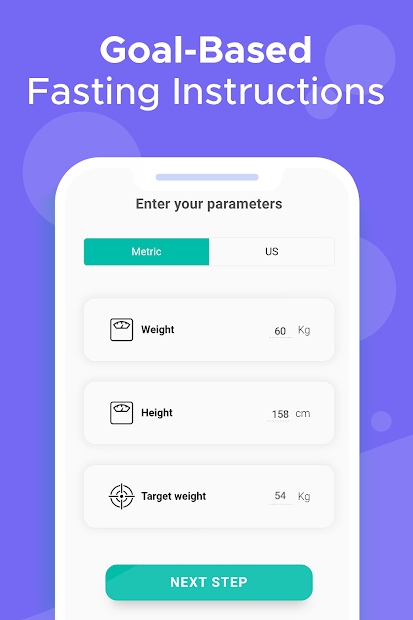 Goal-Based
Fasting Instructions
Enter your parameters
Metric US
Weight 60 Kg
Height 158 cm
Target weight 54 Kg
NEXT STEP